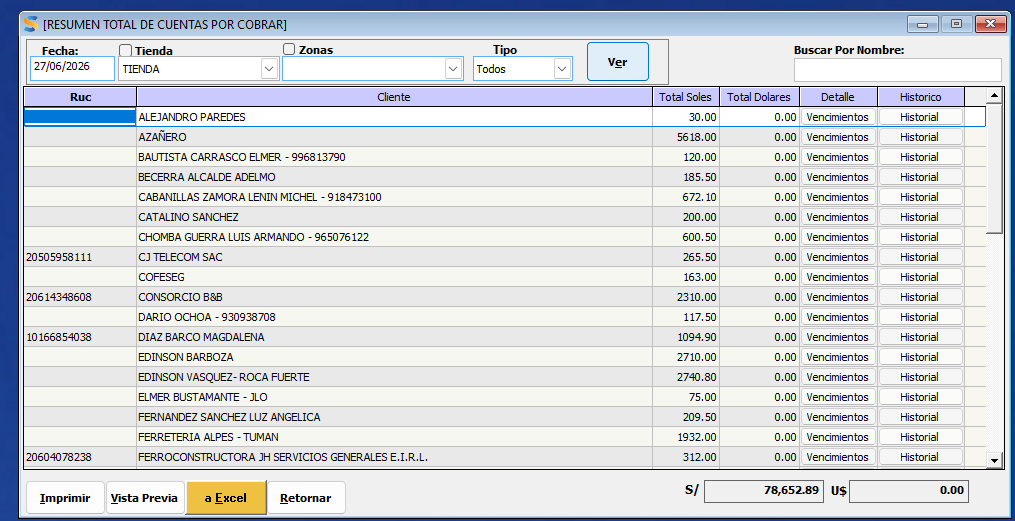 [RESUMEN TOTAL DE CUENTAS POR COBRAR]
Fecha: Tienda Zonas Tipo Buscar Por Nombre:
27/06/2026 TIENDA Todos Ver
Ruc Cliente Total Soles Total Dolares Detalle Historico
ALEJANDRO PAREDES 30.00 0.00 Vencimientos Historial
AZAÑERO 5618.00 0.00 Vencimientos Historial
BAUTISTA CARRASCO ELMER - 996813790 120.00 0.00 Vencimientos Historial
BECERRA ALCALDE ADELMO 185.50 0.00 Vencimientos Historial
CABANILLAS ZAMORA LENIN MICHEL - 918473100 672.10 0.00 Vencimientos Historial
CATALINO SANCHEZ 200.00 0.00 Vencimientos Historial
CHOMBA GUERRA LUIS ARMANDO - 965076122 600.50 0.00 Vencimientos Historial
20505958111 CJ TELECOM SAC 265.50 0.00 Vencimientos Historial
COFESEG 163.00 0.00 Vencimientos Historial
20614348608 CONSORCIO B&B 2310.00 0.00 Vencimientos Historial
DARIO OCHOA - 930938708 117.50 0.00 Vencimientos Historial
10166854038 DIAZ BARCO MAGDALENA 1094.90 0.00 Vencimientos Historial
EDINSON BARBOZA 2710.00 0.00 Vencimientos Historial
EDINSON VASQUEZ- ROCA FUERTE 2740.80 0.00 Vencimientos Historial
ELMER BUSTAMANTE - JLO 75.00 0.00 Vencimientos Historial
FERNANDEZ SANCHEZ LUZ ANGELICA 209.50 0.00 Vencimientos Historial
FERRETERIA ALPES - TUMAN 1932.00 0.00 Vencimientos Historial
20604078238 FERROCONSTRUCTORA JH SERVICIOS GENERALES E.I.R.L. 312.00 0.00 Vencimientos Historial
Imprimir Vista Previa a Excel Retornar S/ 78,652.89 U$ 0.00